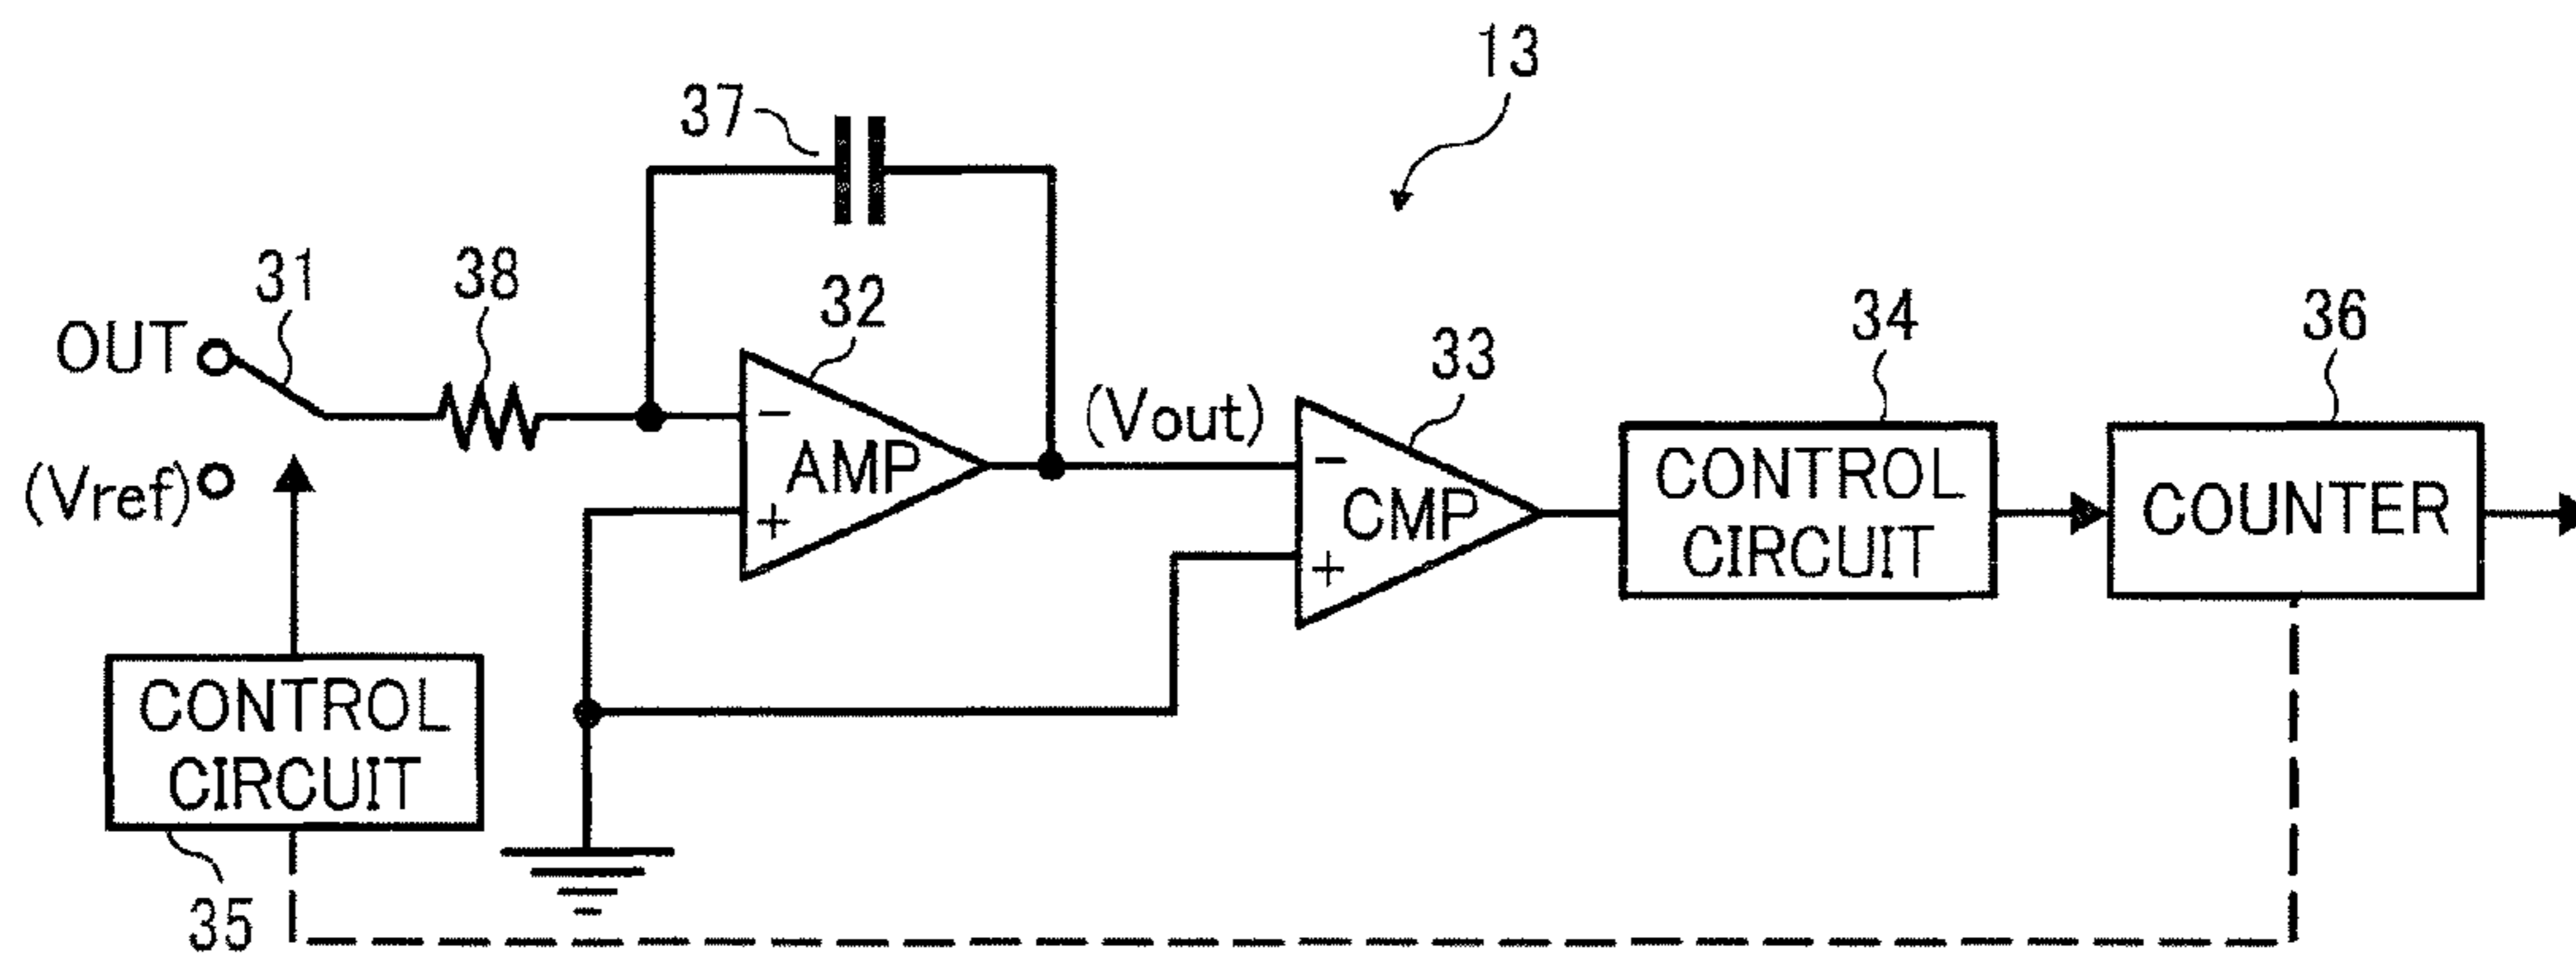 13
37
31
38
32
OUT
(Vref)
−
AMP
+
(Vout)
33
−
CMP
+
34
CONTROL
CIRCUIT
36
COUNTER
CONTROL
CIRCUIT
35